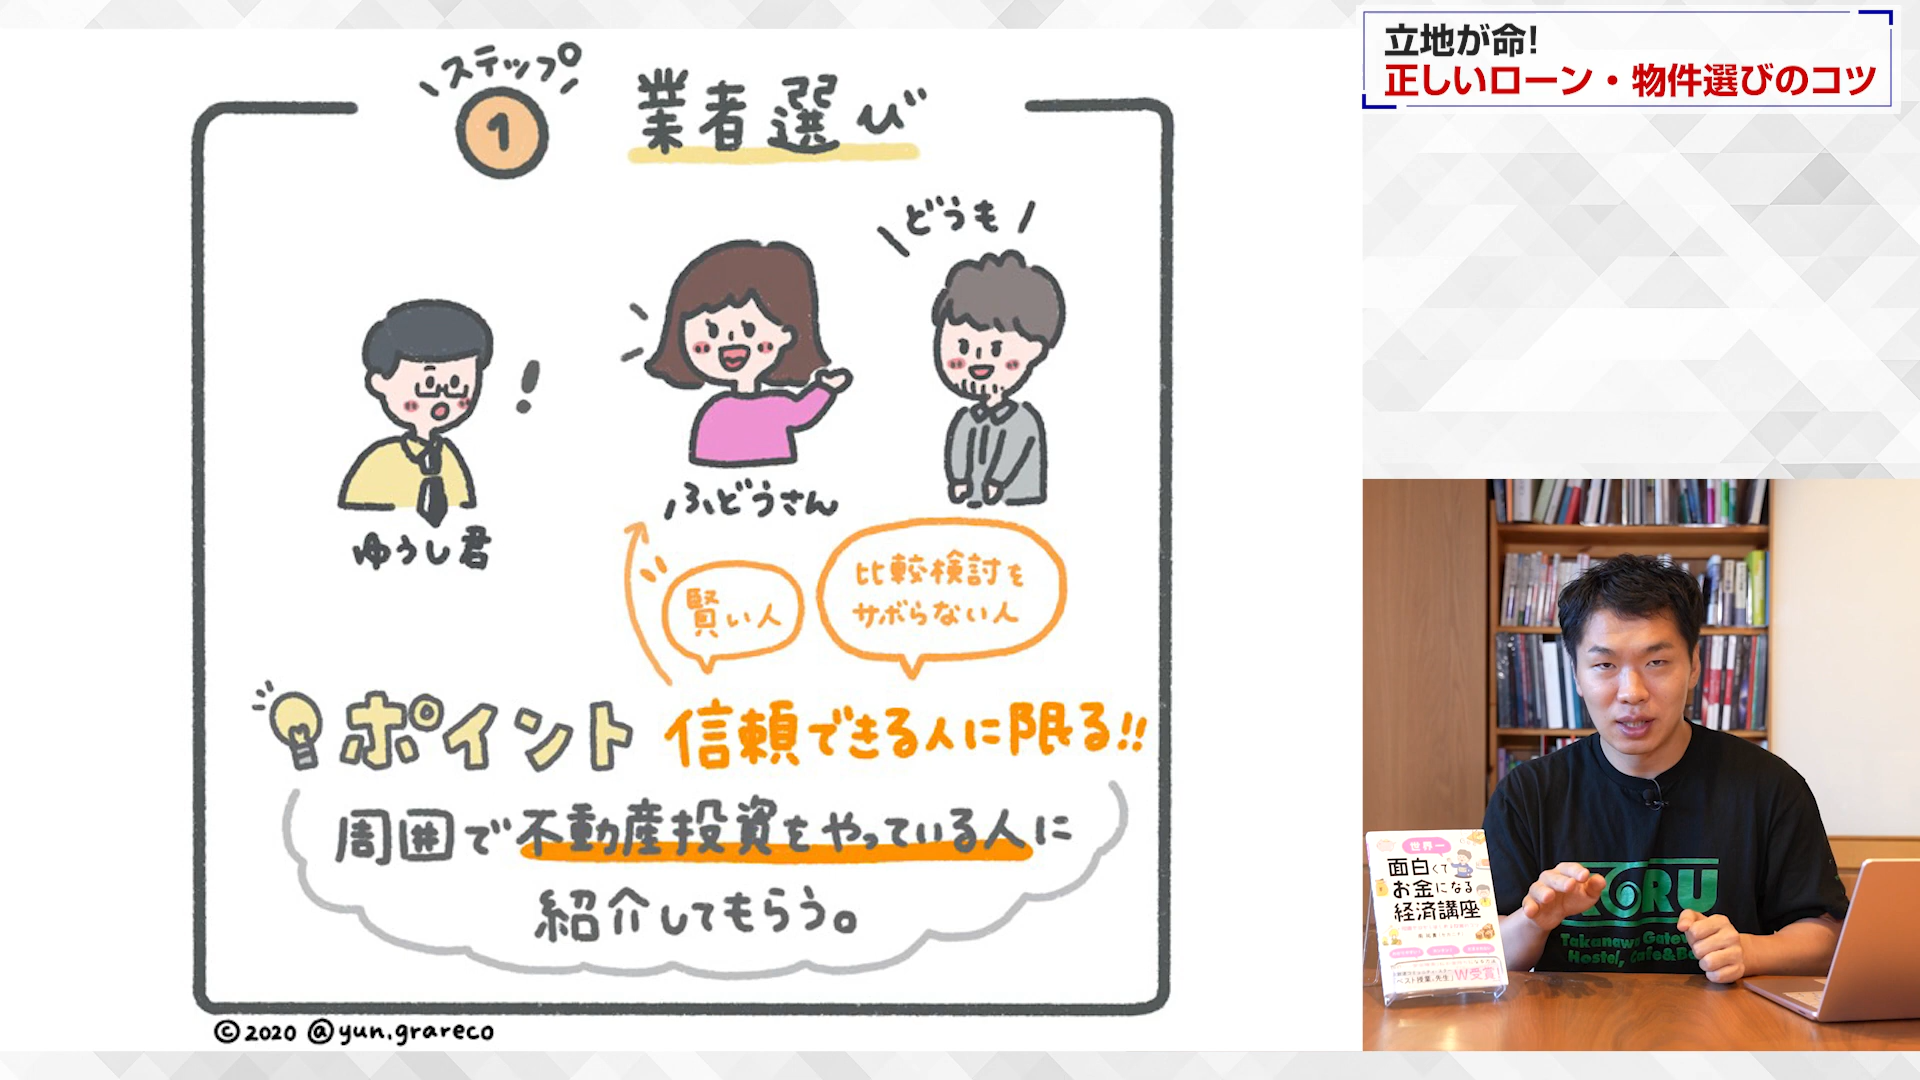 立地が命!
正しいローン・物件選びのコツ
ステップ
1
業者選び
どうも
!
ゆうし君
ふどうさん
賢い人
比較検討を
サボらない人
ポイント 信頼できる人に限る!!
周囲で不動産投資をやっている人に
紹介してもらう。
©2020 @yun.grareco
世界一
面白くて
お金になる
経済講座
W受賞!
KORU
Takanawa Gateway
Hostel, Cafe&Bar